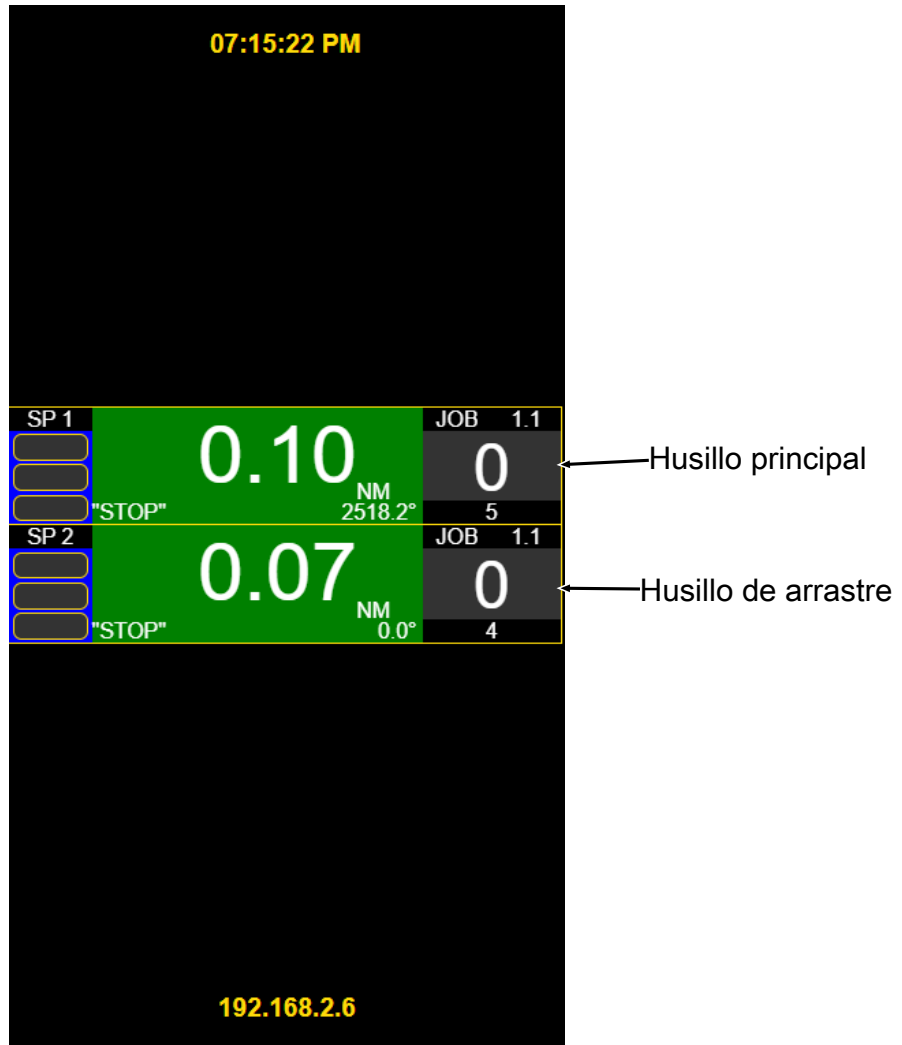 07:15:22 PM
SP 1
0.10
NM
"STOP"
2518.2°
JOB 1.1
0
5
Husillo principal
SP 2
0.07
NM
"STOP"
0.0°
JOB 1.1
0
4
Husillo de arrastre
192.168.2.6